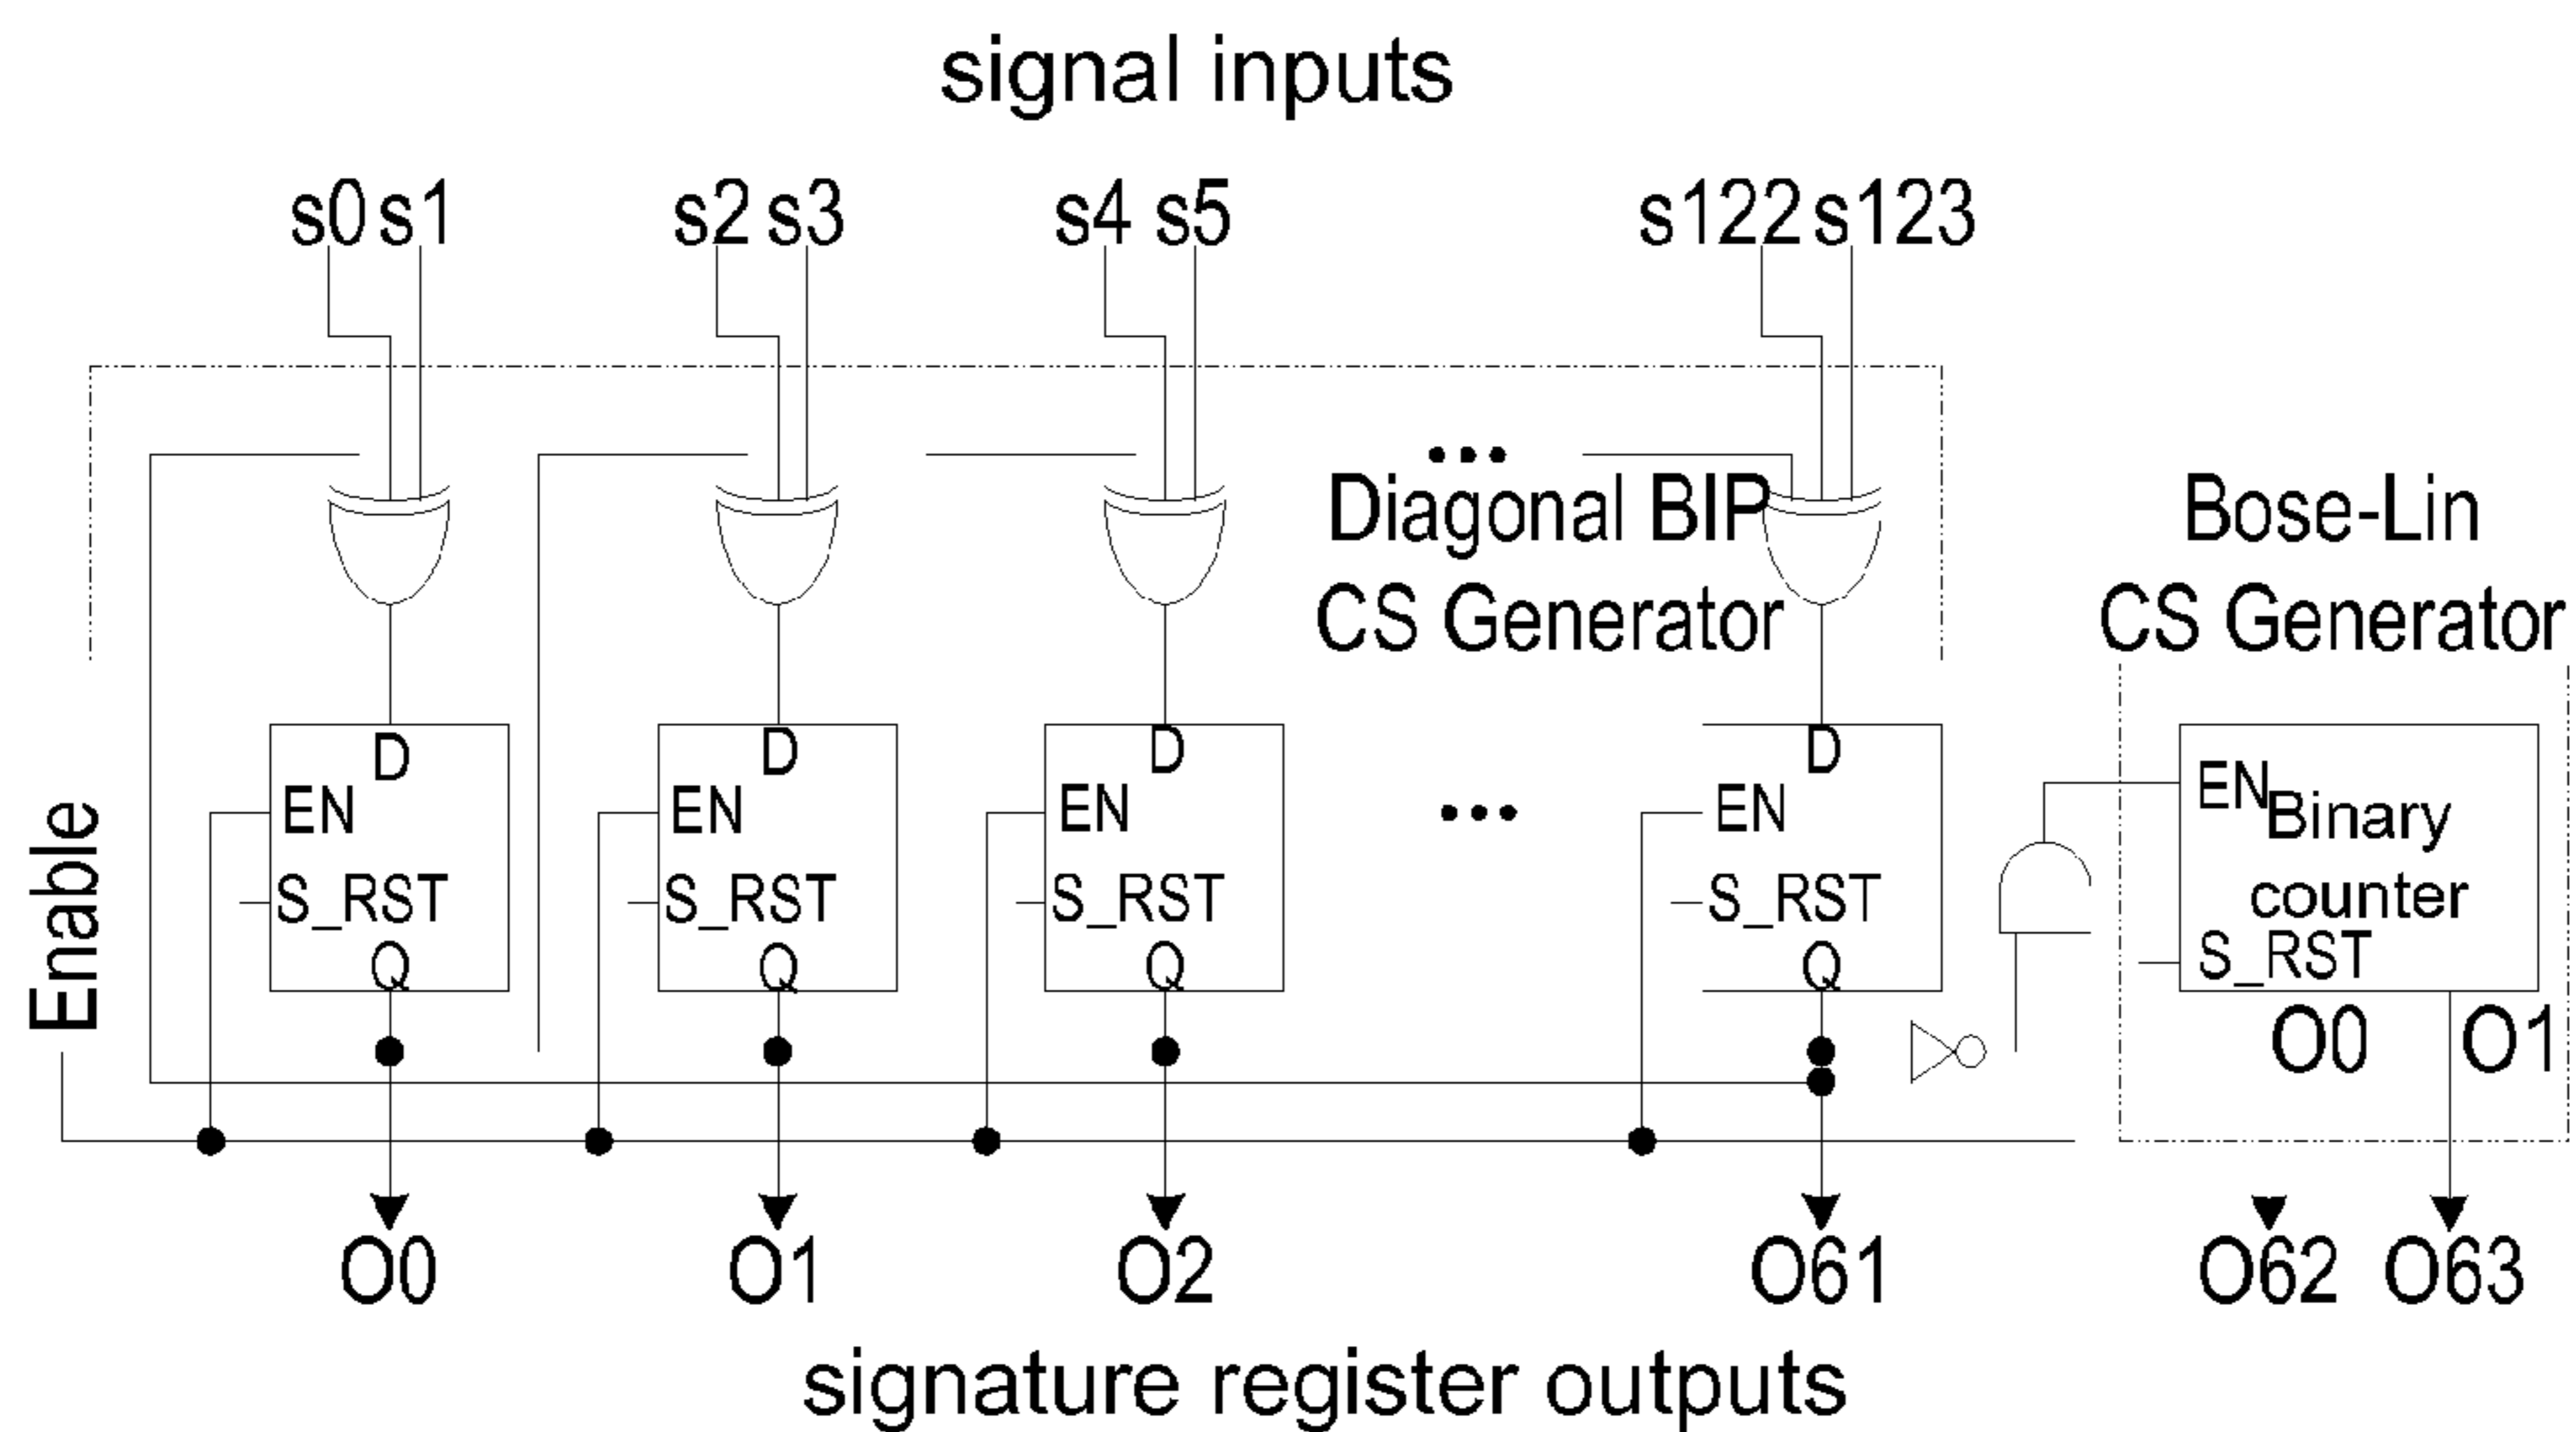 signal inputs
s0 s1 s2 s3 s4 s5 s122 s123
Diagonal BIP
CS Generator
Bose-Lin
CS Generator
Enable
D
EN
S_RST
Q
D
EN
S_RST
Q
D
EN
S_RST
Q
D
EN
S_RST
Q
EN
Binary
counter
S_RST
O0 O1
O0 O1 O2 O61 O62 O63
signature register outputs